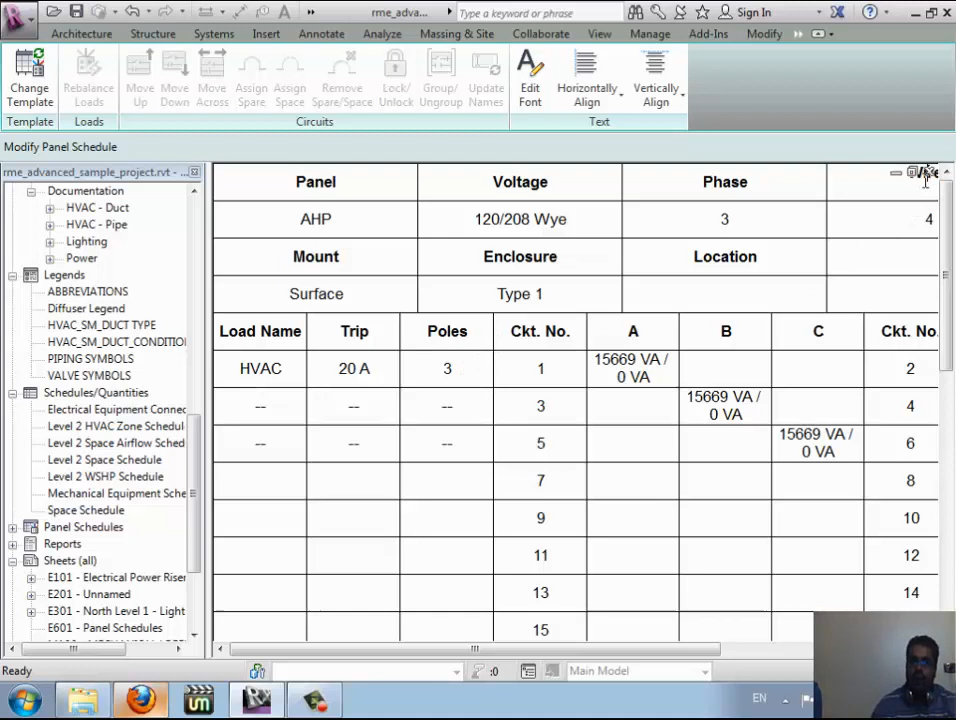 rme_adva...
Type a keyword or phrase
Sign In
Architecture Structure Systems Insert Annotate Analyze Massing & Site Collaborate View Manage Add-Ins Modify
Change Template
Rebalance Loads
Move Up
Move Down
Move Across
Assign Spare
Assign Space
Remove Spare/Space
Lock/ Unlock
Group/ Ungroup
Update Names
Edit Font
Horizontally Align
Vertically Align
Template Loads Circuits Text
Modify Panel Schedule
rme_advanced_sample_project.rvt - ...
Documentation
HVAC - Duct
HVAC - Pipe
Lighting
Power
Legends
ABBREVIATIONS
Diffuser Legend
HVAC_SM_DUCT TYPE
HVAC_SM_DUCT_CONDITIO
PIPING SYMBOLS
VALVE SYMBOLS
Schedules/Quantities
Electrical Equipment Connec
Level 2 HVAC Zone Schedul
Level 2 Space Airflow Sched
Level 2 Space Schedule
Level 2 WSHP Schedule
Mechanical Equipment Sche
Space Schedule
Panel Schedules
Reports
Sheets (all)
E101 - Electrical Power Riser
E201 - Unnamed
E301 - North Level 1 - Light
E601 - Panel Schedules
Panel Voltage Phase
AHP 120/208 Wye 3 4
Mount Enclosure Location
Surface Type 1
Load Name Trip Poles Ckt. No. A B C Ckt. No.
HVAC 20 A 3 1 15669 VA / 0 VA 2
-- -- -- 3 15669 VA / 0 VA 4
-- -- -- 5 15669 VA / 0 VA 6
7 8
9 10
11 12
13 14
15
Ready
:0
Main Model
EN